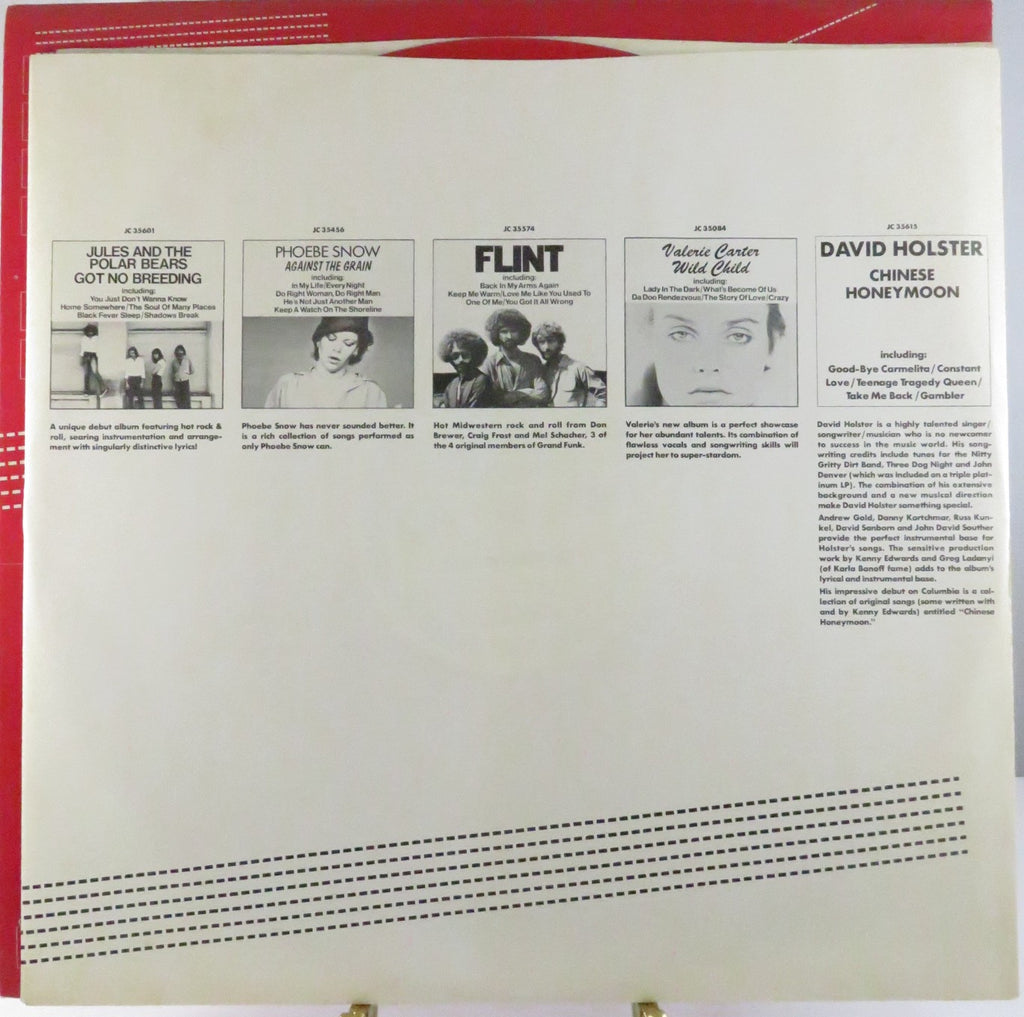 JC 35601
JULES AND THE
POLAR BEARS
GOT NO BREEDING
including:
You Just Don't Wanna Know
Home Somewhere/The Soul Of Many Places
Black Fever Sleep/Shadows Break
A unique debut album featuring hot rock &
roll, searing instrumentation and arrange-
ment with singularly distinctive lyrics!
JC 35456
PHOEBE SNOW
AGAINST THE GRAIN
including:
In My Life/Every Night
Do Right Woman, Do Right Man
He's Not Just Another Man
Keep A Watch On The Shoreline
Phoebe Snow has never sounded better. It
is a rich collection of songs performed as
only Phoebe Snow can.
JC 35574
FLINT
including:
Back In My Arms Again
Keep Me Warm/Love Me Like You Used To
One Of Me/You Got It All Wrong
Hot Midwestern rock and roll from Don
Brewer, Craig Frost and Mel Schacher, 3 of
the 4 original members of Grand Funk.
JC 35084
Valerie Carter
Wild Child
including:
Lady In The Dark/What's Become Of Us
Da Doo Rendezvous/The Story Of Love/Crazy
Valerie's new album is a perfect showcase
for her abundant talents. Its combination of
flawless vocals and songwriting skills will
project her to super-stardom.
JC 35615
DAVID HOLSTER
CHINESE
HONEYMOON
including:
Good-Bye Carmelita/Constant
Love/Teenage Tragedy Queen/
Take Me Back/Gambler
David Holster is a highly talented singer/
songwriter/musician who is no newcomer
to success in the music world. His song-
writing credits include tunes for the Nitty
Gritty Dirt Band, Three Dog Night and John
Denver (which was included on a triple plat-
inum LP). The combination of his extensive
background and a new musical direction
make David Holster something special.
Andrew Gold, Danny Kortchmar, Russ Kun-
kel, David Sanborn and John David Souther
provide the perfect instrumental base for
Holster's songs. The sensitive production
work by Kenny Edwards and Greg Ladanyi
(of Karla Bonoff fame) adds to the album's
lyrical and instrumental base.
His impressive debut on Columbia is a col-
lection of original songs (some written with
and by Kenny Edwards) entitled "Chinese
Honeymoon."